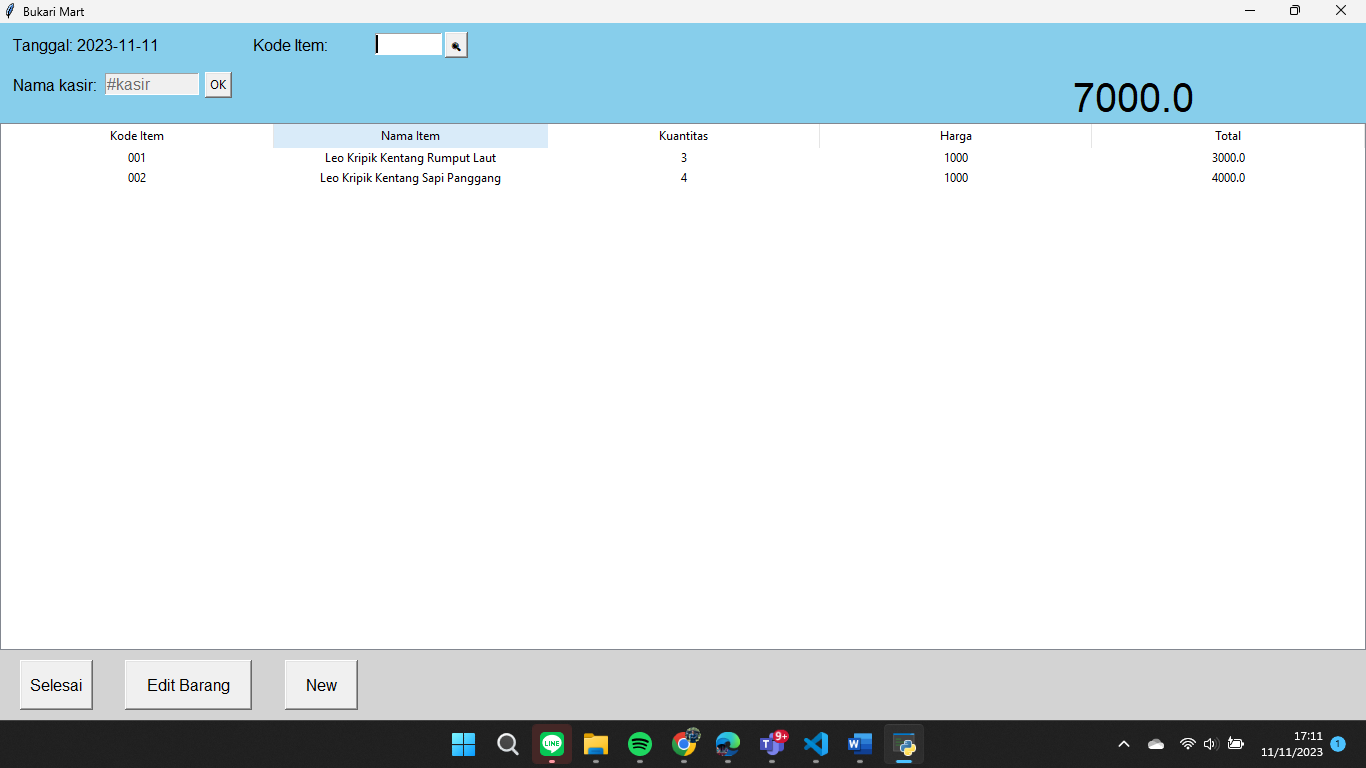 Bukari Mart
Tanggal: 2023-11-11 Kode Item:
Nama kasir: #kasir OK
7000.0
Kode Item Nama Item Kuantitas Harga Total
001 Leo Kripik Kentang Rumput Laut 3 1000 3000.0
002 Leo Kripik Kentang Sapi Panggang 4 1000 4000.0
Selesai Edit Barang New
LINE 9+ 17:11
11/11/2023 1